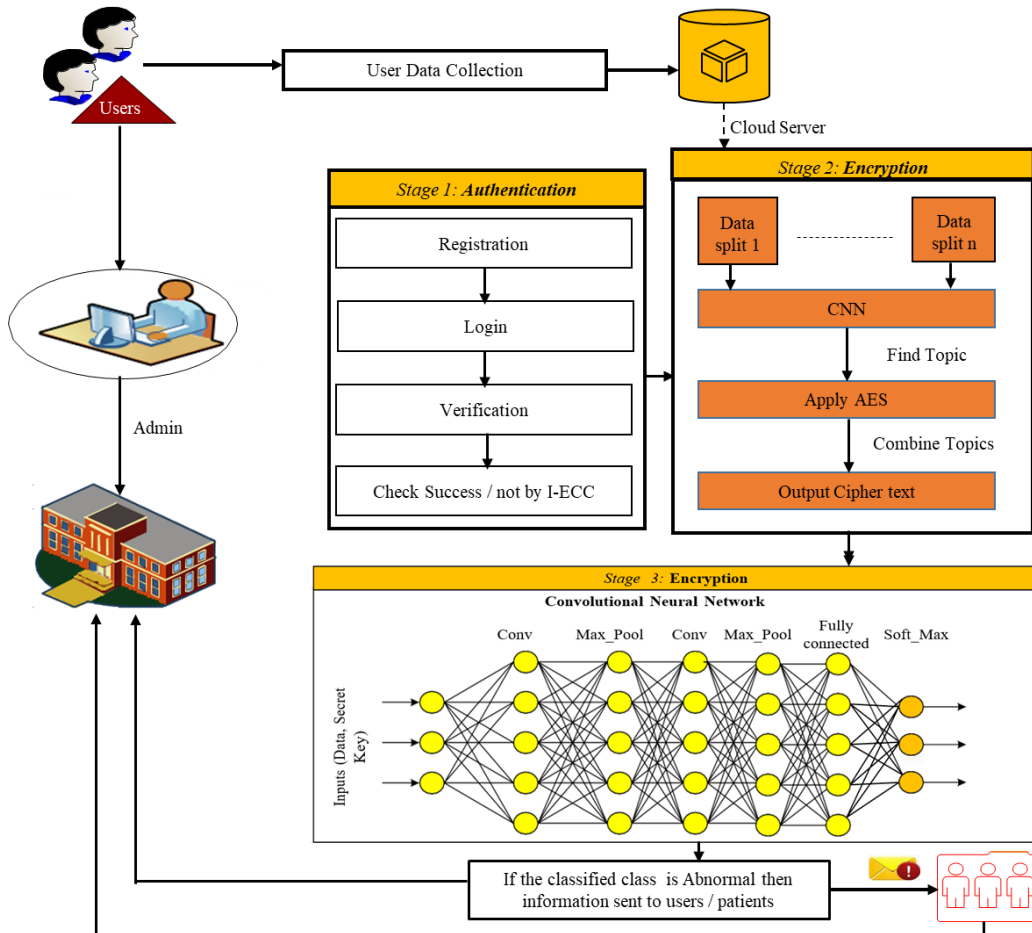 Users
User Data Collection
Cloud Server
Stage 1: Authentication
Registration
Login
Verification
Check Success / not by I-ECC
Stage 2: Encryption
Data
split 1
Data
split n
CNN
Find Topic
Apply AES
Combine Topics
Output Cipher text
Admin
Stage 3: Encryption
Convolutional Neural Network
Conv
Max_Pool
Conv
Max_Pool
Fully
connected
Soft_Max
Inputs (Data, Secret
Key)
If the classified class is Abnormal then
information sent to users / patients